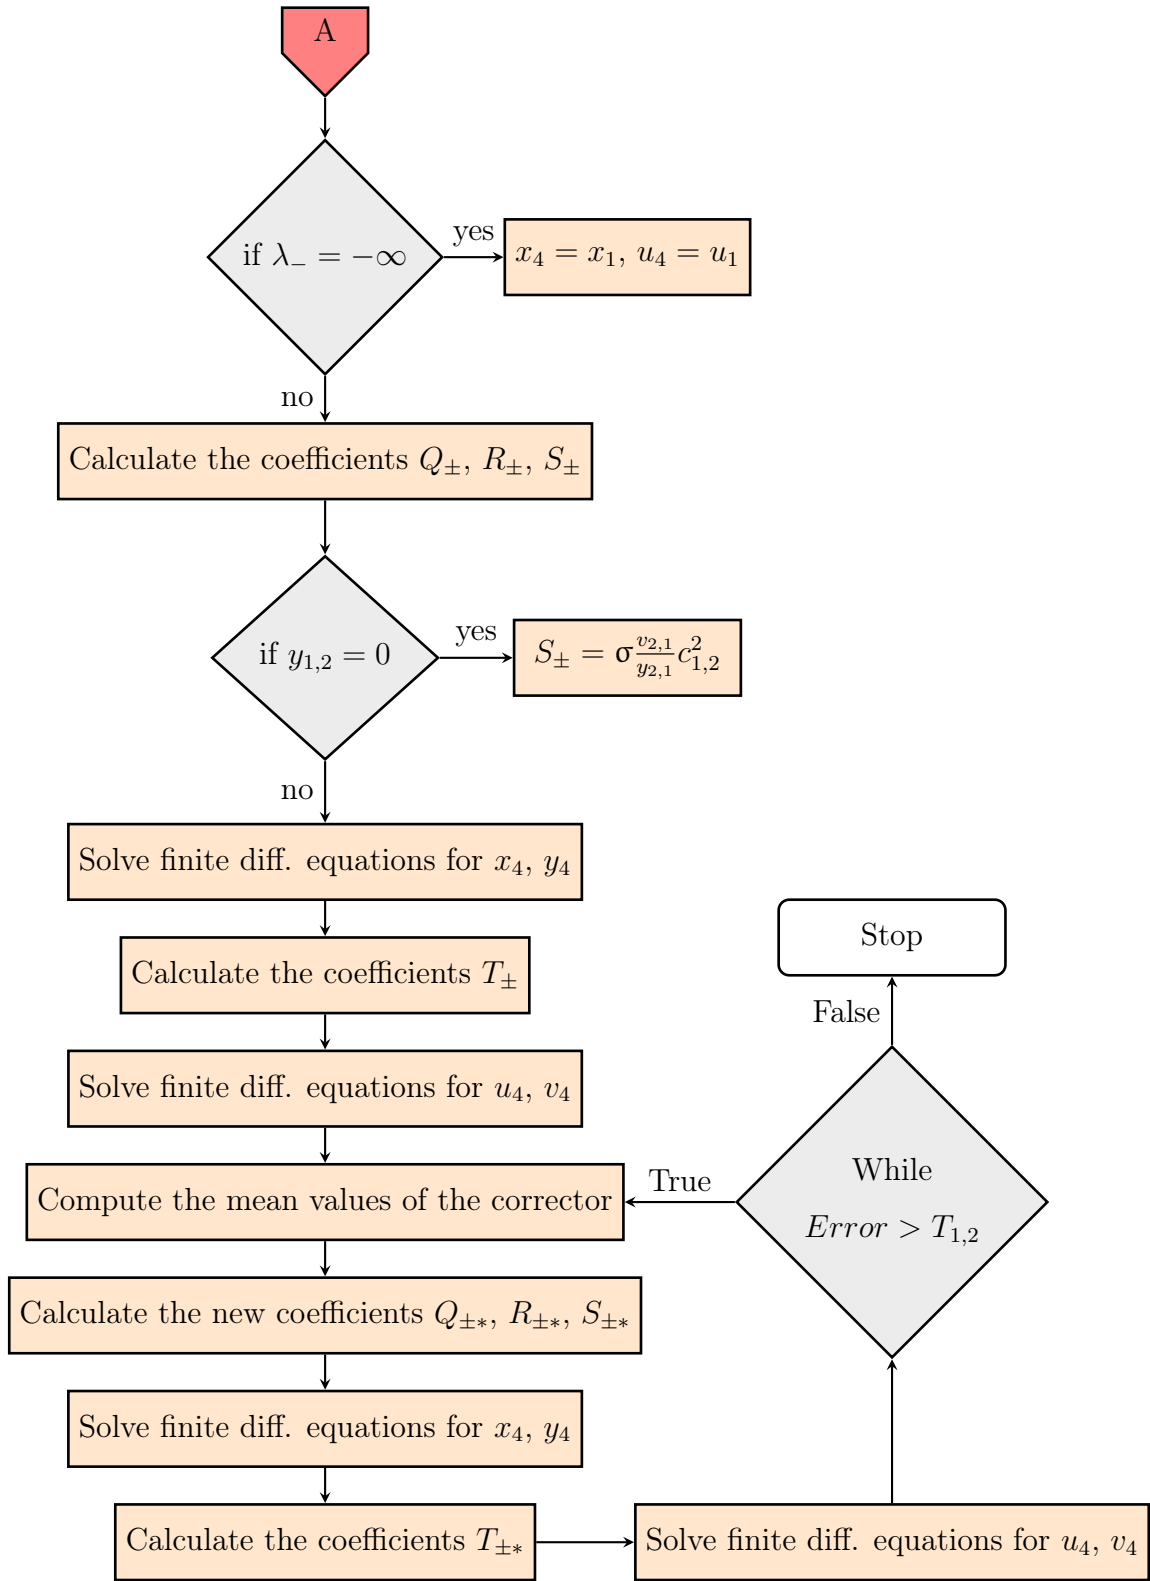 A
if λ₋ = −∞
yes
x₄ = x₁, u₄ = u₁
no
Calculate the coefficients Q±, R±, S±
if y₁,₂ = 0
yes
S± = σ v₂,₁/y₂,₁ c²₁,₂
no
Solve finite diff. equations for x₄, y₄
Calculate the coefficients T±
Solve finite diff. equations for u₄, v₄
Compute the mean values of the corrector
Calculate the new coefficients Q±*, R±*, S±*
Solve finite diff. equations for x₄, y₄
Calculate the coefficients T±*
Solve finite diff. equations for u₄, v₄
While
Error > T₁,₂
True
False
Stop